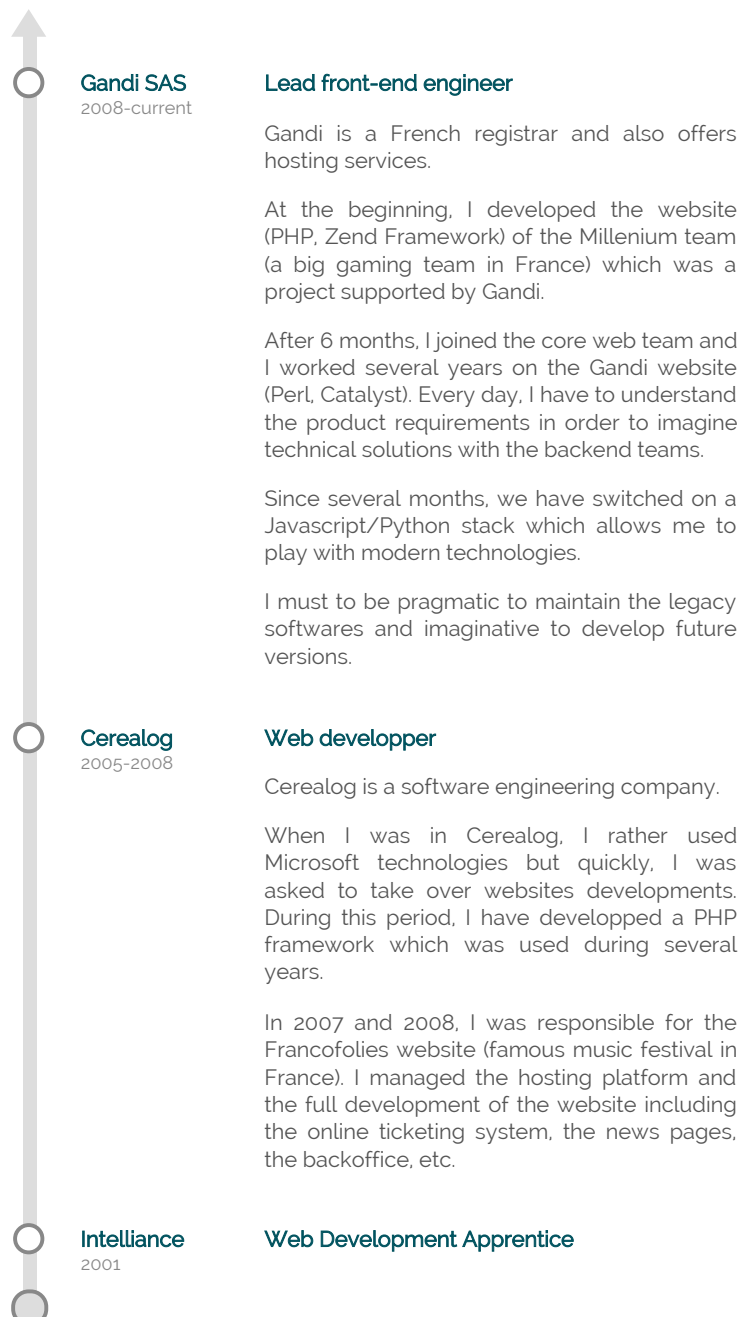 Gandi SAS
2008-current
Lead front-end engineer
Gandi is a French registrar and also offers
hosting services.
At the beginning, I developed the website
(PHP, Zend Framework) of the Millenium team
(a big gaming team in France) which was a
project supported by Gandi.
After 6 months, I joined the core web team and
I worked several years on the Gandi website
(Perl, Catalyst). Every day, I have to understand
the product requirements in order to imagine
technical solutions with the backend teams.
Since several months, we have switched on a
Javascript/Python stack which allows me to
play with modern technologies.
I must to be pragmatic to maintain the legacy
softwares and imaginative to develop future
versions.
Cerealog
2005-2008
Web developper
Cerealog is a software engineering company.
When I was in Cerealog, I rather used
Microsoft technologies but quickly, I was
asked to take over websites developments.
During this period, I have developped a PHP
framework which was used during several
years.
In 2007 and 2008, I was responsible for the
Francofolies website (famous music festival in
France). I managed the hosting platform and
the full development of the website including
the online ticketing system, the news pages,
the backoffice, etc.
Intelliance
2001
Web Development Apprentice